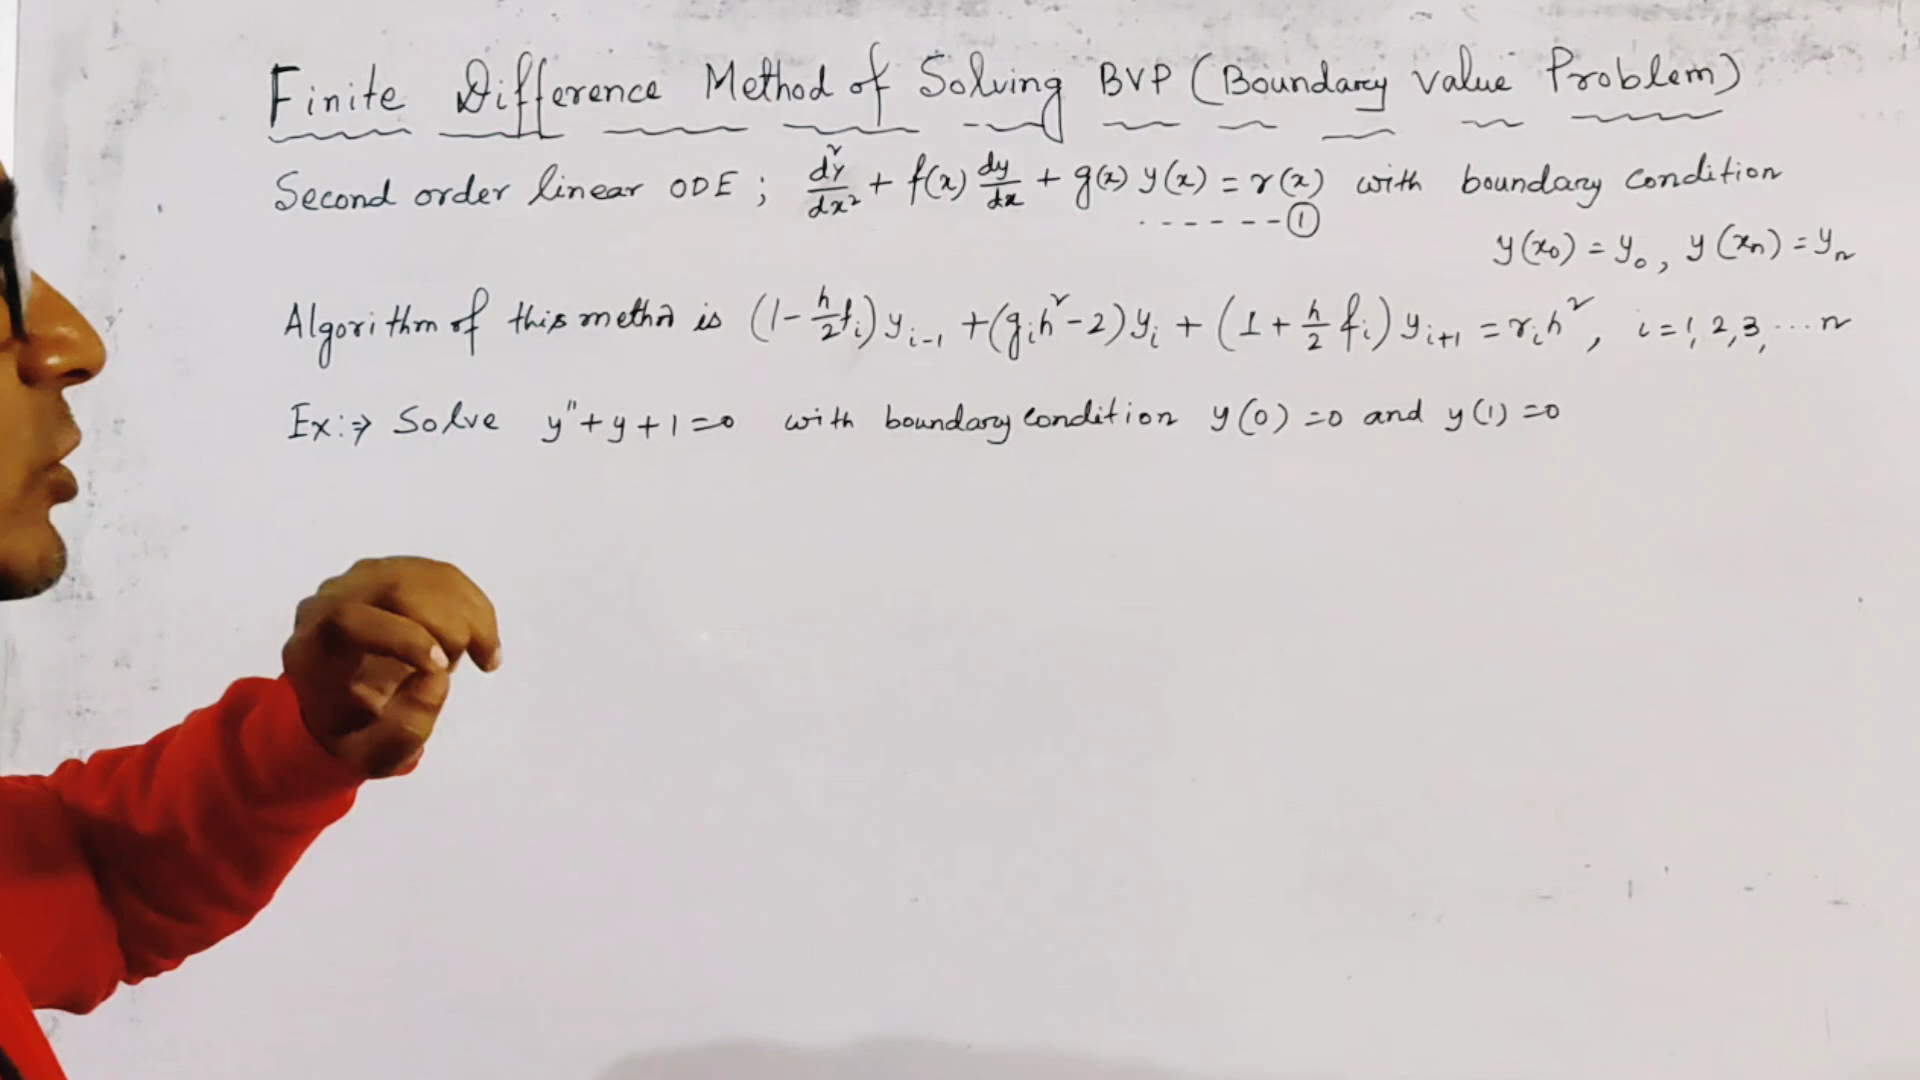 Finite Difference Method of Solving BVP (Boundary Value Problem)
Second order linear ODE ; d²y/dx² + f(x) dy/dx + g(x) y(x) = r(x) with boundary condition
------①
y(x₀) = y₀, y(xₙ) = yₙ
Algorithm of this method is (1 - h/2 fᵢ) yᵢ₋₁ + (gᵢh² - 2) yᵢ + (1 + h/2 fᵢ) yᵢ₊₁ = rᵢh², i = 1, 2, 3, ... n
Ex:⇒ Solve y'' + y + 1 = 0 with boundary condition y(0) = 0 and y(1) = 0